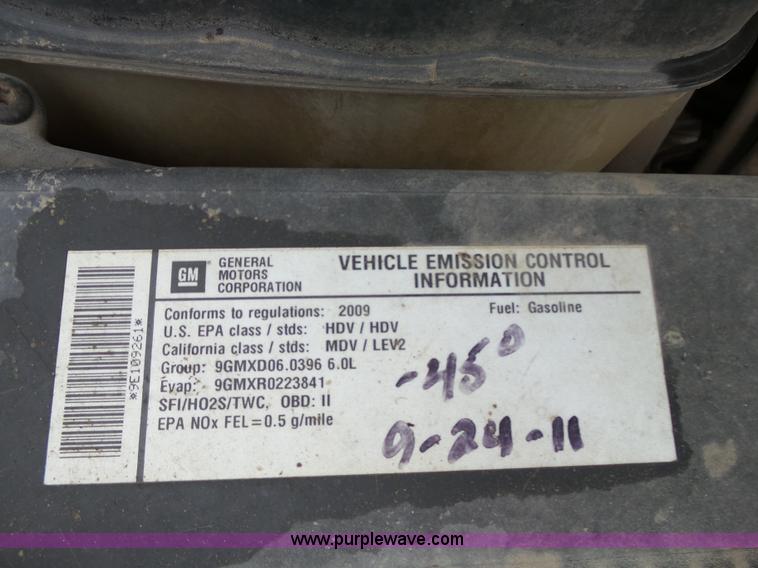 *9E109261*
GM
GENERAL
MOTORS
CORPORATION
VEHICLE EMISSION CONTROL
INFORMATION
Conforms to regulations: 2009 Fuel: Gasoline
U.S. EPA class / stds: HDV / HDV
California class / stds: MDV / LEV2
Group: 9GMXD06.0396 6.0L
Evap: 9GMXR0223841
SFI/HO2S/TWC, OBD: II
EPA NOx FEL=0.5 g/mile
-45°
9-24-11
www.purplewave.com